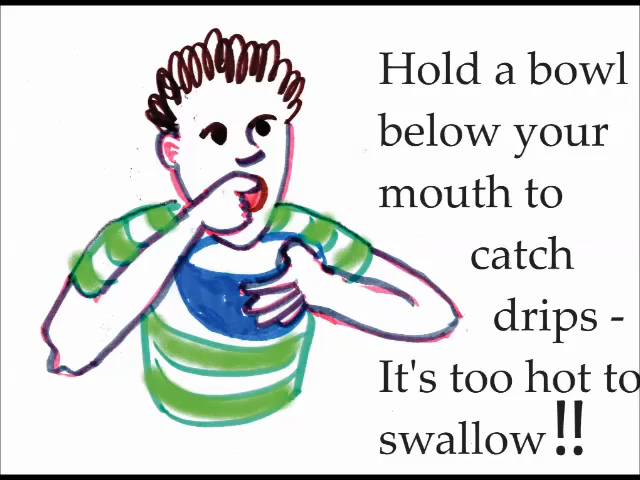 Hold a bowl
below your
mouth to
catch
drips -
It's too hot to
swallow!!